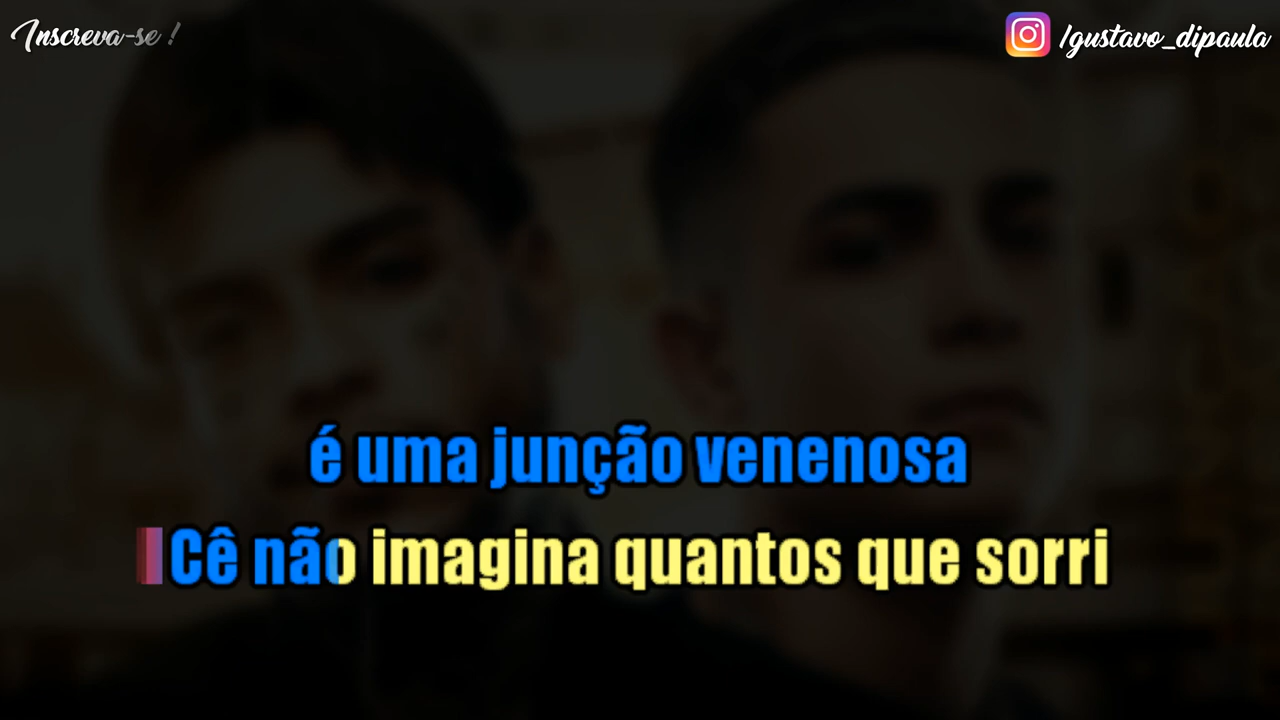 Inscreva-se !
/gustavo_dipaula
é uma junção venenosa
Cê não imagina quantos que sorri